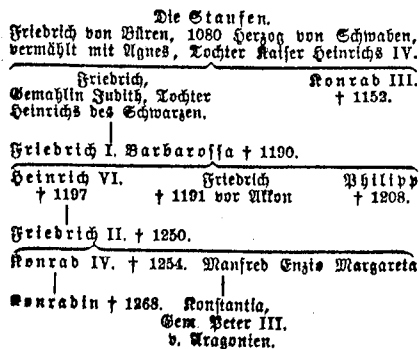 Die Staufen.
Friedrich von Büren, 1080 Herzog von Schwaben,
vermählt mit Agnes, Tochter Kaiser Heinrichs IV.
Friedrich, Konrad III.
Gemahlin Judith, Tochter † 1152.
Heinrichs des Schwarzen.
Friedrich I. Barbarossa † 1190.
Heinrich VI. Friedrich Philipp
† 1197 † 1191 vor Akkon † 1208.
Friedrich II. † 1250.
Konrad IV. † 1254. Manfred Enzio Margareta
Konradin † 1268. Konstantia,
Gem. Peter III.
v. Aragonien.